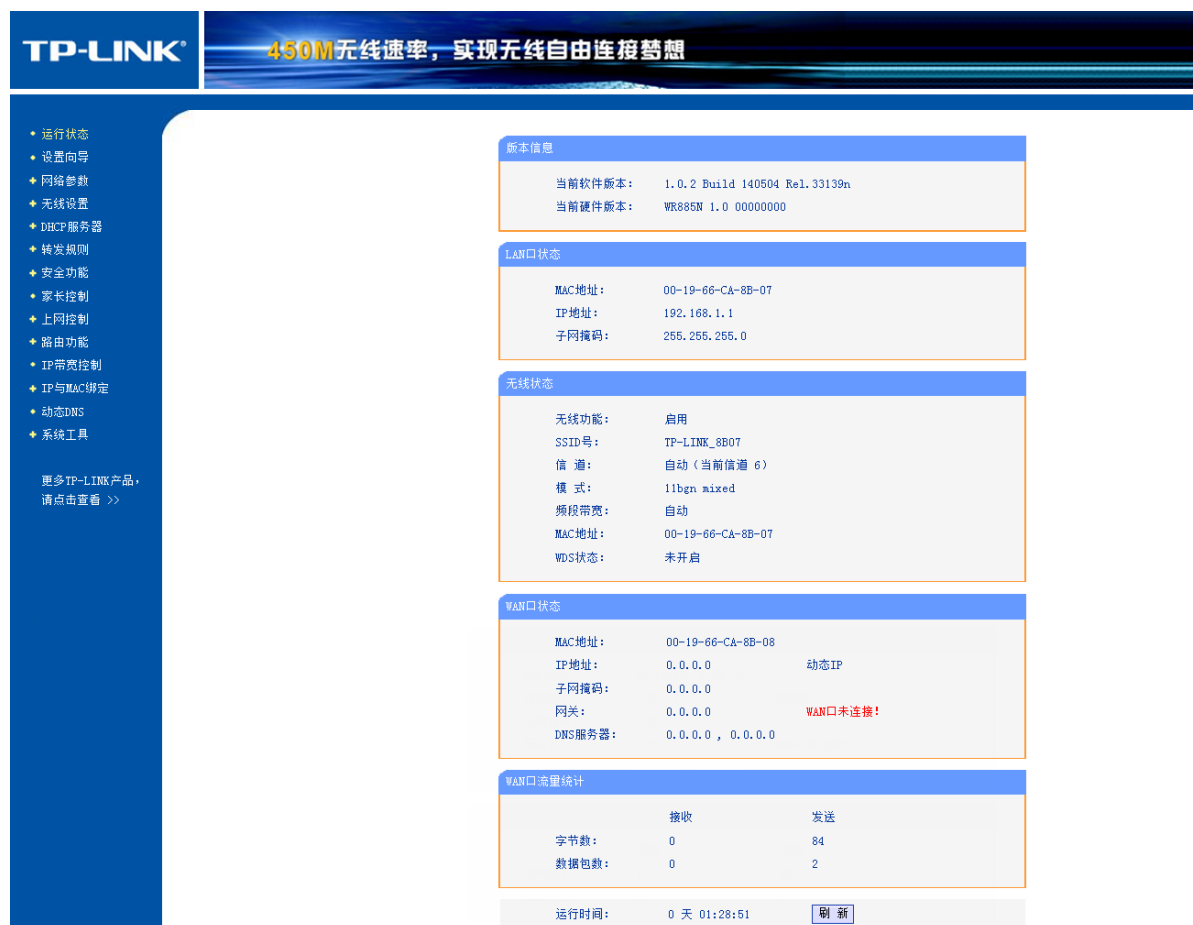 TP-LINK®
450M无线速率，实现无线自由连接梦想
运行状态
设置向导
网络参数
无线设置
DHCP服务器
转发规则
安全功能
家长控制
上网控制
路由功能
IP带宽控制
IP与MAC绑定
动态DNS
系统工具
更多TP-LINK产品，
请点击查看 >>
版本信息
当前软件版本： 1.0.2 Build 140504 Rel.33139n
当前硬件版本： WR885N 1.0 00000000
LAN口状态
MAC地址： 00-19-66-CA-8B-07
IP地址： 192.168.1.1
子网掩码： 255.255.255.0
无线状态
无线功能： 启用
SSID号： TP-LINK_8B07
信 道： 自动（当前信道 6）
模 式： 11bgn mixed
频段带宽： 自动
MAC地址： 00-19-66-CA-8B-07
WDS状态： 未开启
WAN口状态
MAC地址： 00-19-66-CA-8B-08
IP地址： 0.0.0.0 动态IP
子网掩码： 0.0.0.0
网关： 0.0.0.0 WAN口未连接！
DNS服务器： 0.0.0.0 , 0.0.0.0
WAN口流量统计
接收 发送
字节数： 0 84
数据包数： 0 2
运行时间： 0 天 01:28:51 刷 新